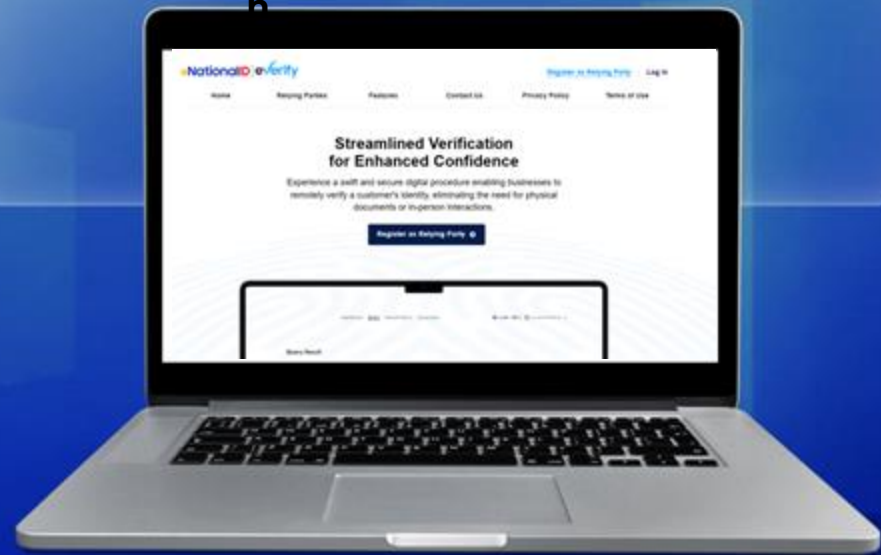 h
NationalID eVerify
Register as Relying Party Log In
Home Relying Parties Features Contact Us Privacy Policy Terms of Use
Streamlined Verification
for Enhanced Confidence
Experience a swift and secure digital procedure enabling businesses to
remotely verify a customer's identity, eliminating the need for physical
documents or in-person interactions.
Register as Relying Party
Query Result